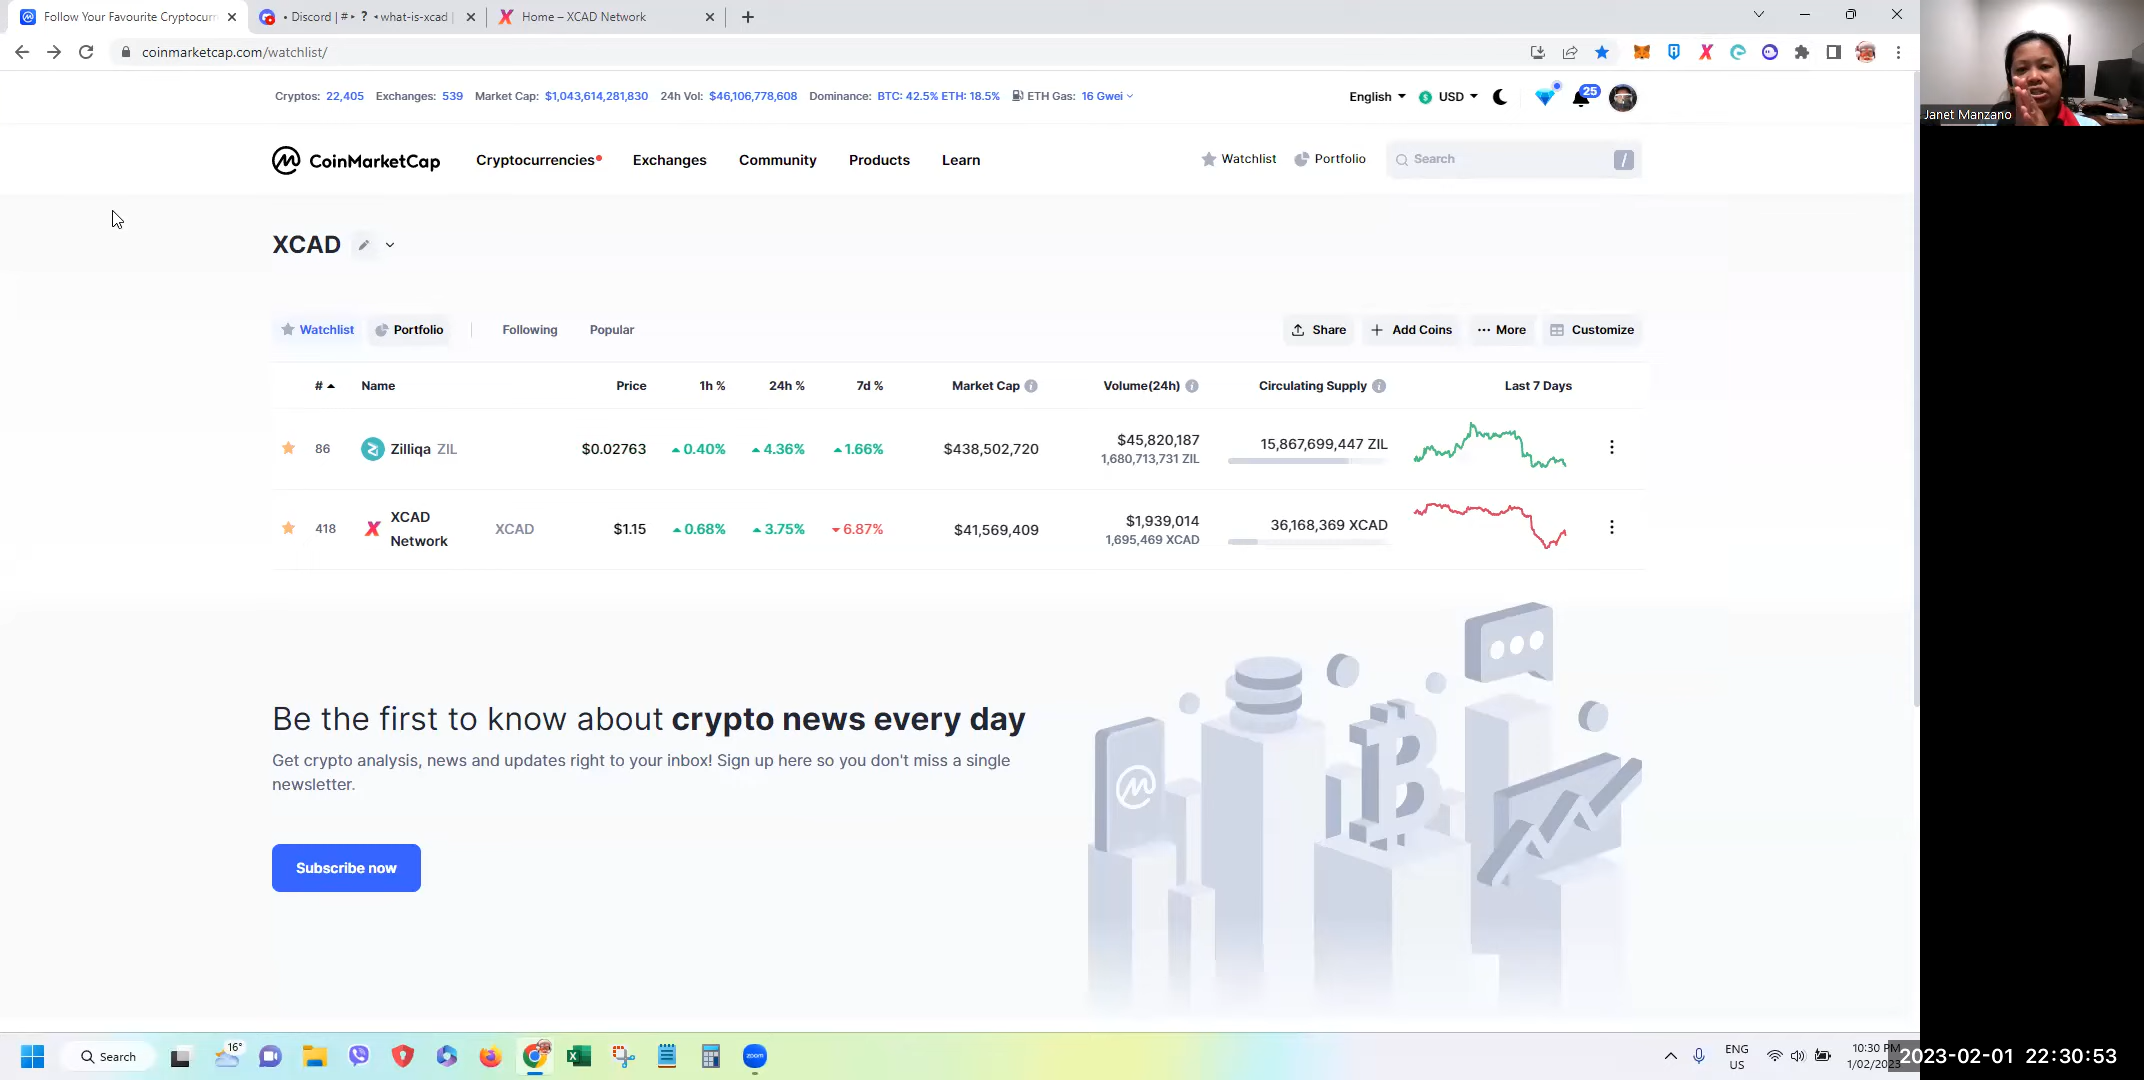 Follow Your Favourite Cryptocurr
• Discord | # ▸ ❓ ◂what-is-xcad |
Home – XCAD Network
coinmarketcap.com/watchlist/
Cryptos: 22,405 Exchanges: 539 Market Cap: $1,043,614,281,830 24h Vol: $46,106,778,608 Dominance: BTC: 42.5% ETH: 18.5% ETH Gas: 16 Gwei
English USD 25
CoinMarketCap Cryptocurrencies Exchanges Community Products Learn
Watchlist Portfolio Search /
Janet Manzano
XCAD
Watchlist Portfolio Following Popular Share + Add Coins ••• More Customize
# Name Price 1h % 24h % 7d % Market Cap Volume(24h) Circulating Supply Last 7 Days
86 Zilliqa ZIL $0.02763 0.40% 4.36% 1.66% $438,502,720 $45,820,187 15,867,699,447 ZIL
1,680,713,731 ZIL
418 XCAD Network XCAD $1.15 0.68% 3.75% 6.87% $41,569,409 $1,939,014 36,168,369 XCAD
1,695,469 XCAD
Be the first to know about crypto news every day
Get crypto analysis, news and updates right to your inbox! Sign up here so you don't miss a single
newsletter.
Subscribe now
Search
16°
zoom
ENG
US
10:30 PM
1/02/2023
2023-02-01 22:30:53